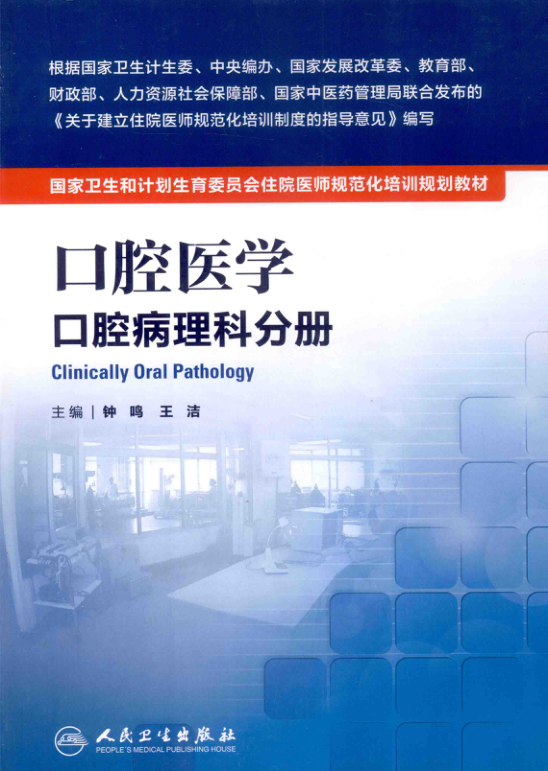 根据国家卫生计生委、中央编办、国家发展改革委、教育部、
财政部、人力资源社会保障部、国家中医药管理局联合发布的
《关于建立住院医师规范化培训制度的指导意见》编写
国家卫生和计划生育委员会住院医师规范化培训规划教材
口腔医学
口腔病理科分册
Clinically Oral Pathology
主编 | 钟 鸣 王 洁
人民卫生出版社
PEOPLE'S MEDICAL PUBLISHING HOUSE